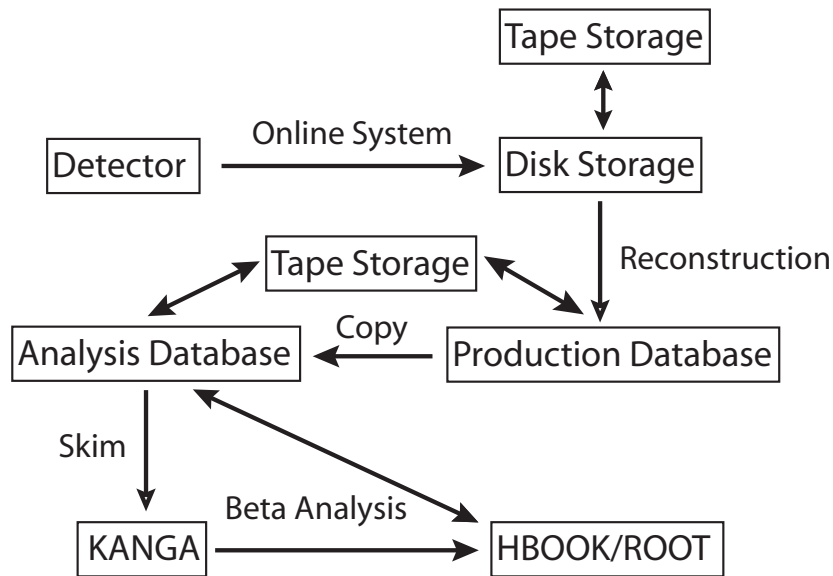 Tape Storage
Online System
Detector
Disk Storage
Reconstruction
Tape Storage
Copy
Analysis Database
Production Database
Skim
Beta Analysis
KANGA
HBOOK/ROOT